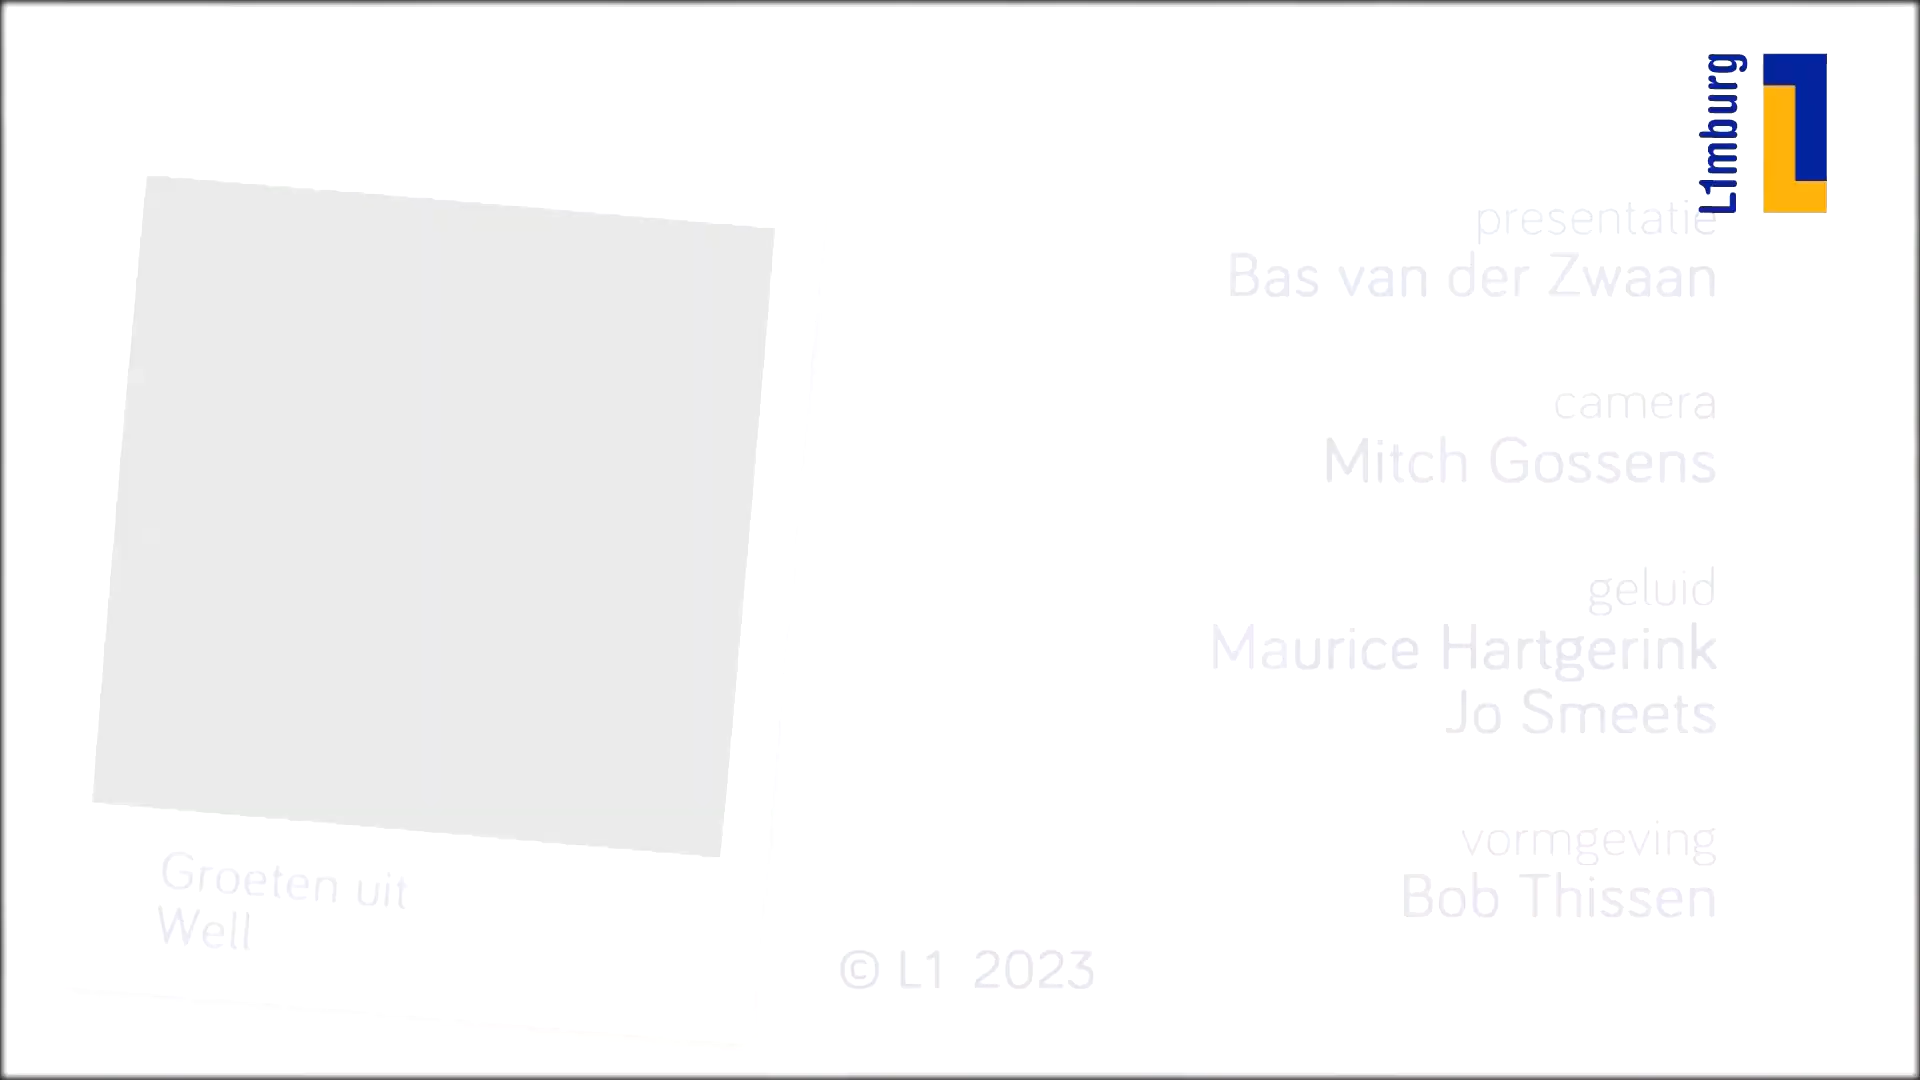 L1mburg
presentatie
Bas van der Zwaan
camera
Mitch Gossens
geluid
Maurice Hartgerink
Jo Smeets
vormgeving
Bob Thissen
Groeten uit
Well
© L1 2023